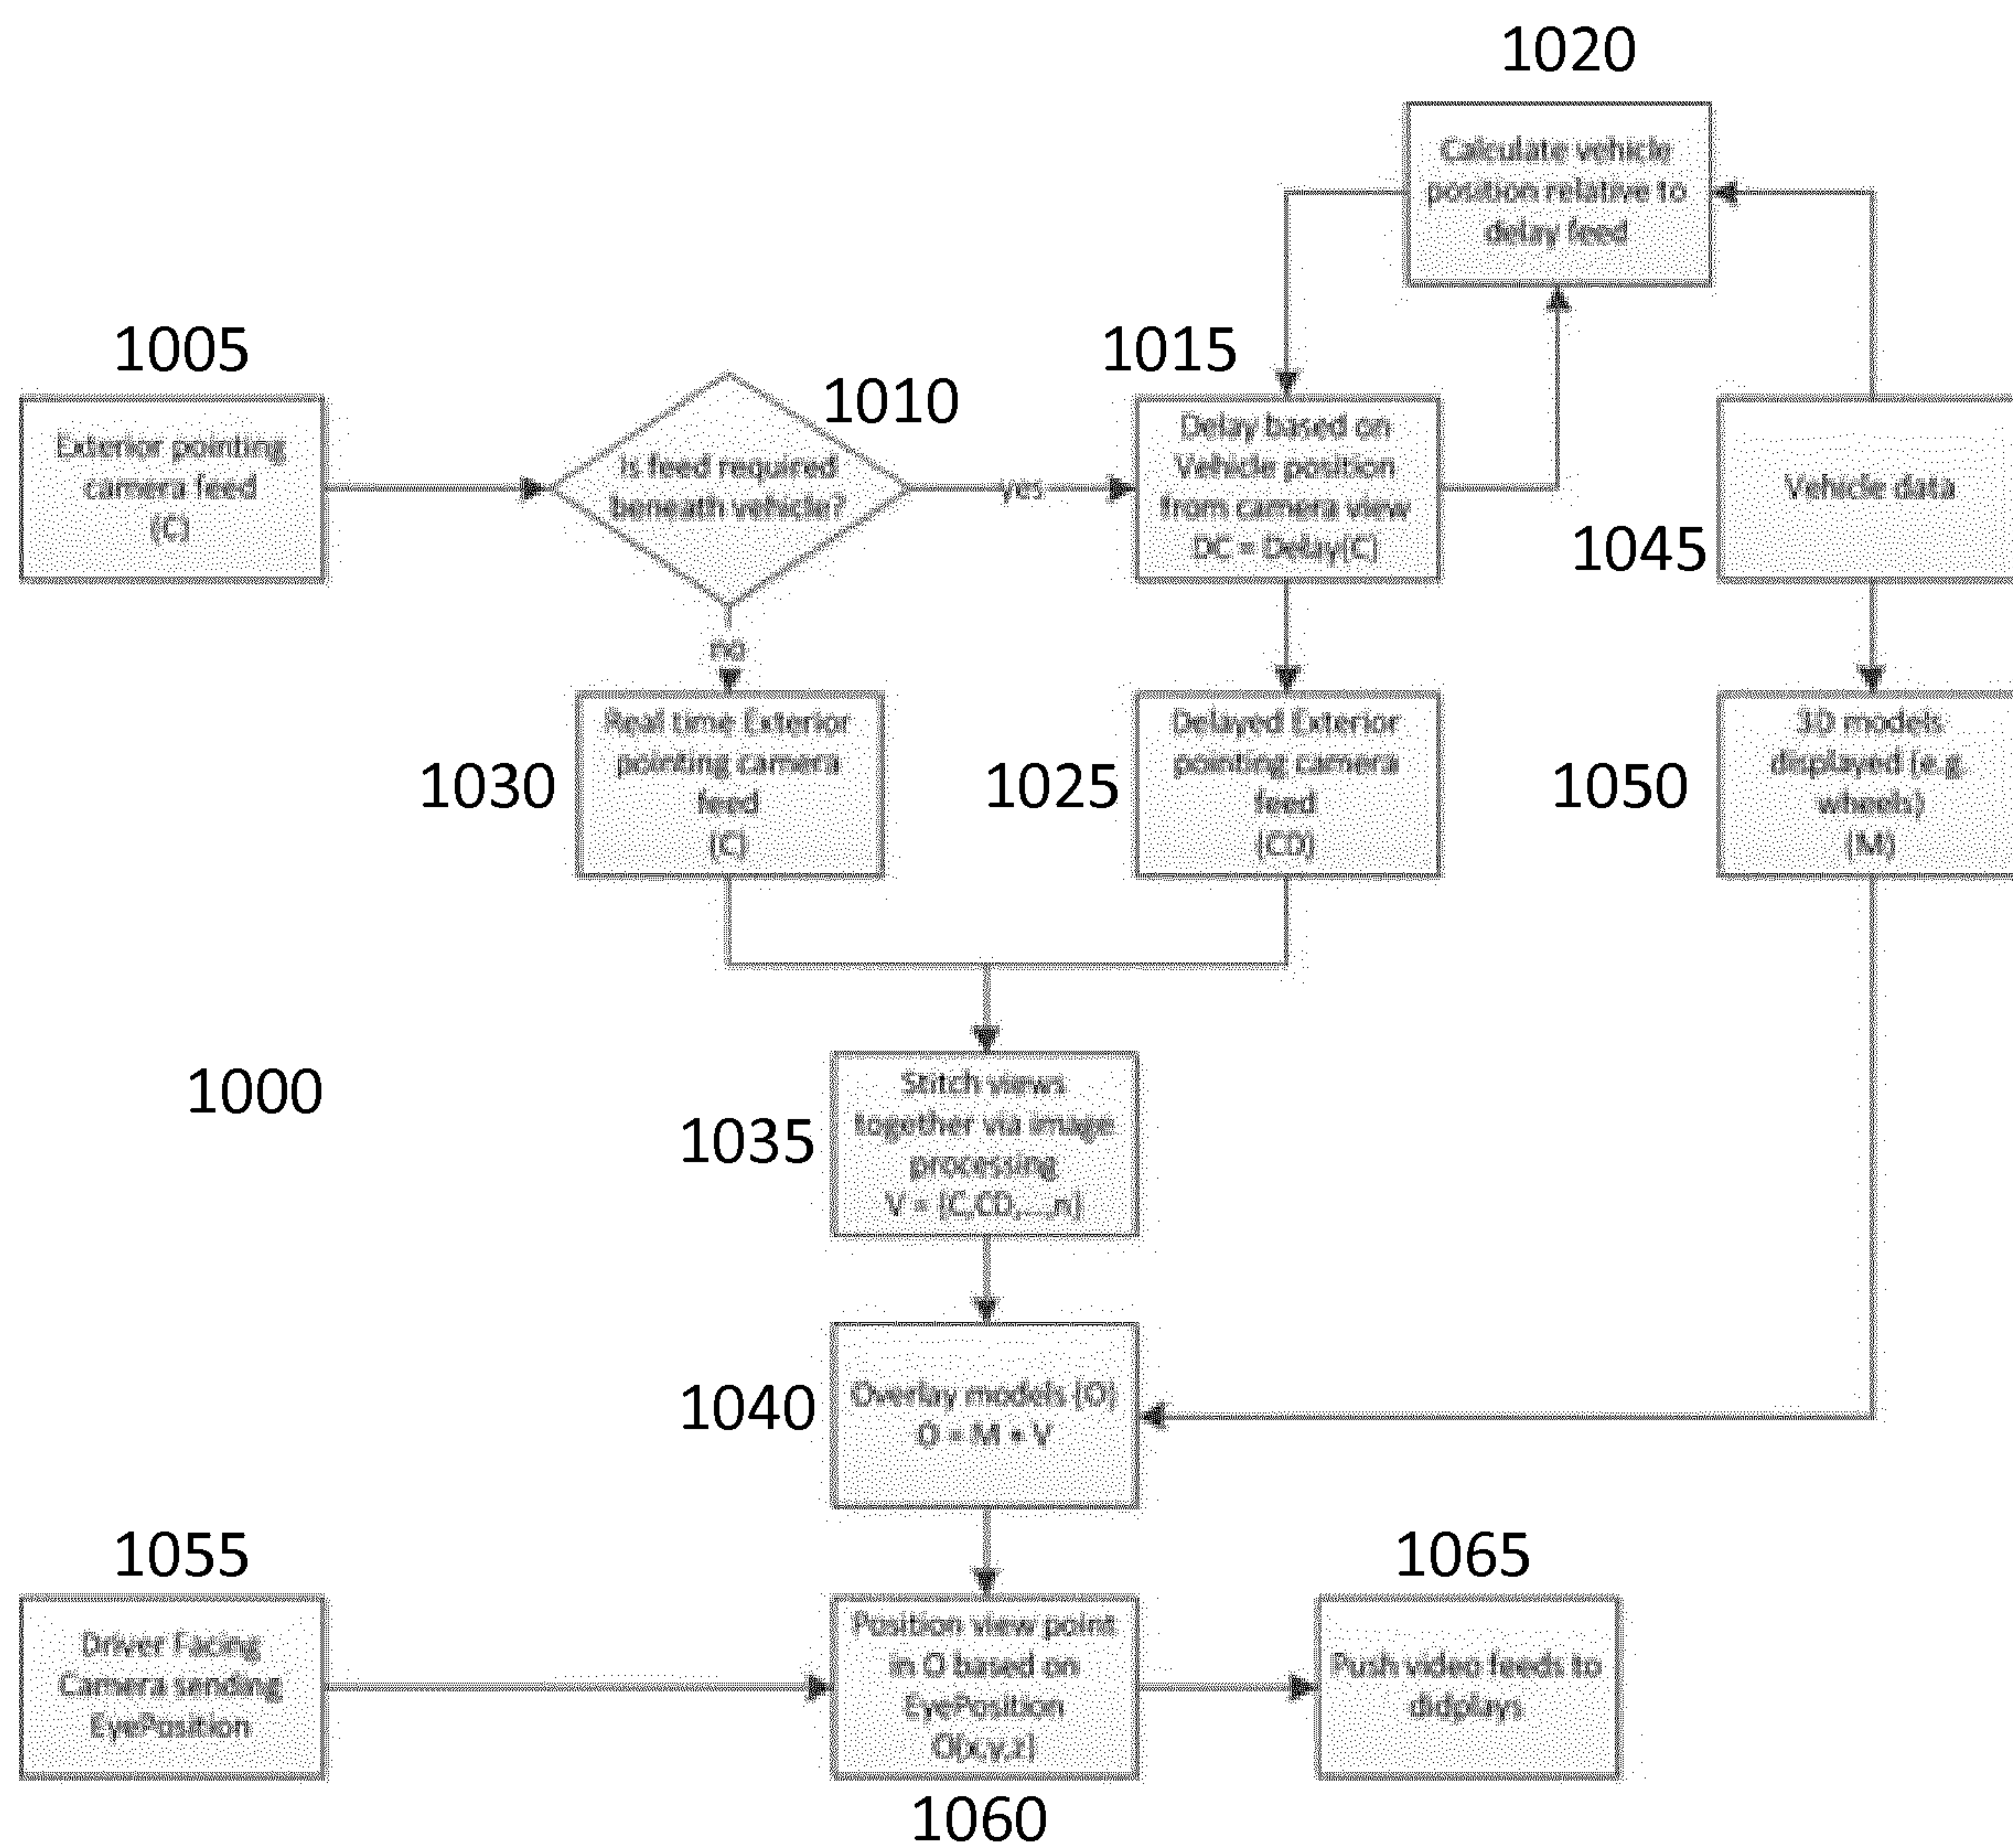 1020
Calculate vehicle
position relative to
delay feed
1005
Exterior pointing
camera feed
(C)
1010
Is feed required
beneath vehicle?
yes
no
1015
Delay based on
Vehicle position
from camera view
DC = Delay(C)
1045
Vehicle data
1030
Real time Exterior
pointing camera
feed
(C)
1025
Delayed Exterior
pointing camera
feed
(CD)
1050
3D models
displayed (e.g.
wheels)
(M)
1000
1035
Stitch views
together via image
processing
V = (C,CD,...,n)
1040
Overlay models (O)
O = M + V
1055
Driver Facing
Camera sending
EyePosition
Position view point
in O based on
EyePosition
O(x,y,z)
1060
1065
Push video feeds to
didplays